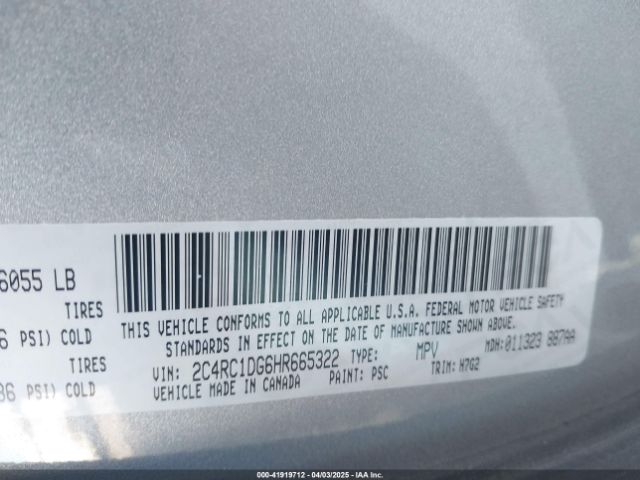 6055 LB
TIRES
6 PSI) COLD
TIRES
36 PSI) COLD
THIS VEHICLE CONFORMS TO ALL APPLICABLE U.S.A. FEDERAL MOTOR VEHICLE SAFETY
STANDARDS IN EFFECT ON THE DATE OF MANUFACTURE SHOWN ABOVE.
VIN: 2C4RC1DG6HR665322 TYPE: MPV MDH: 011323 887AA
VEHICLE MADE IN CANADA PAINT: PSC TRIM: H7G2
00-41919712 - 04/03/2025 - IAA Inc.